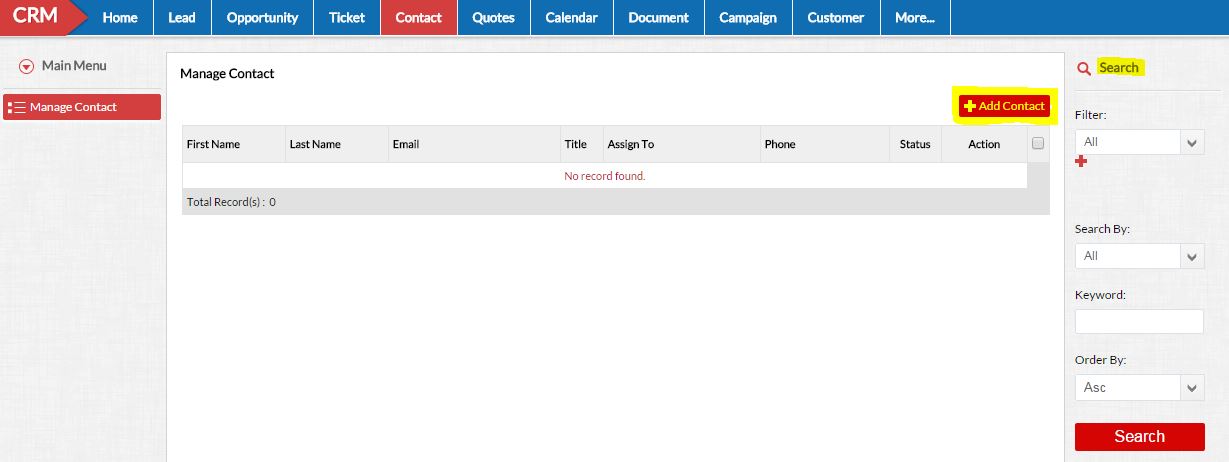 CRM Home Lead Opportunity Ticket Contact Quotes Calendar Document Campaign Customer More...
Main Menu
Manage Contact
Manage Contact
Add Contact
First Name Last Name Email Title Assign To Phone Status Action
No record found.
Total Record(s) : 0
Search
Filter:
All
Search By:
All
Keyword:
Order By:
Asc
Search